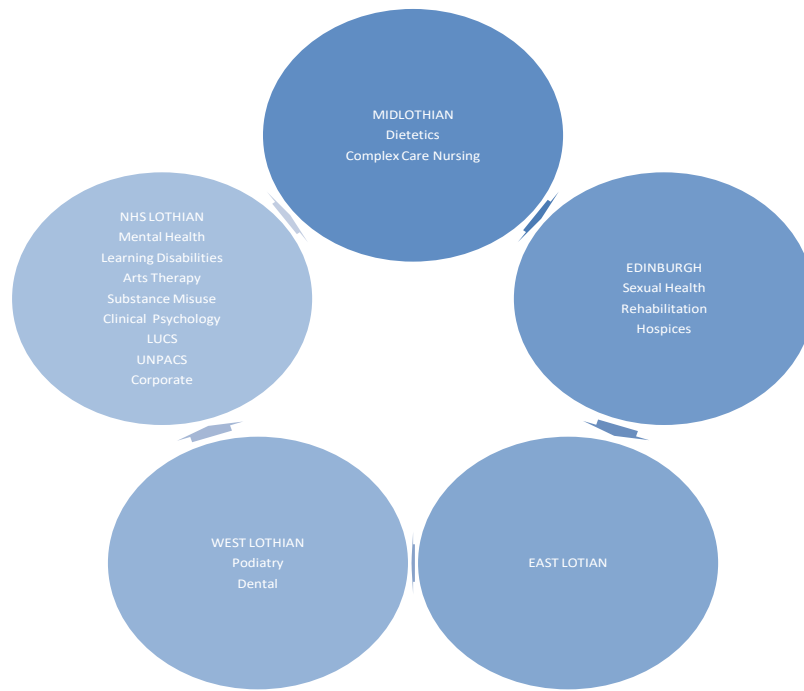 MIDLOTHIAN
Dietetics
Complex Care Nursing
NHS LOTHIAN
Mental Health
Learning Disabilities
Arts Therapy
Substance Misuse
Clinical Psychology
LUCS
UNPACS
Corporate
EDINBURGH
Sexual Health
Rehabilitation
Hospices
WEST LOTHIAN
Podiatry
Dental
EAST LOTIAN